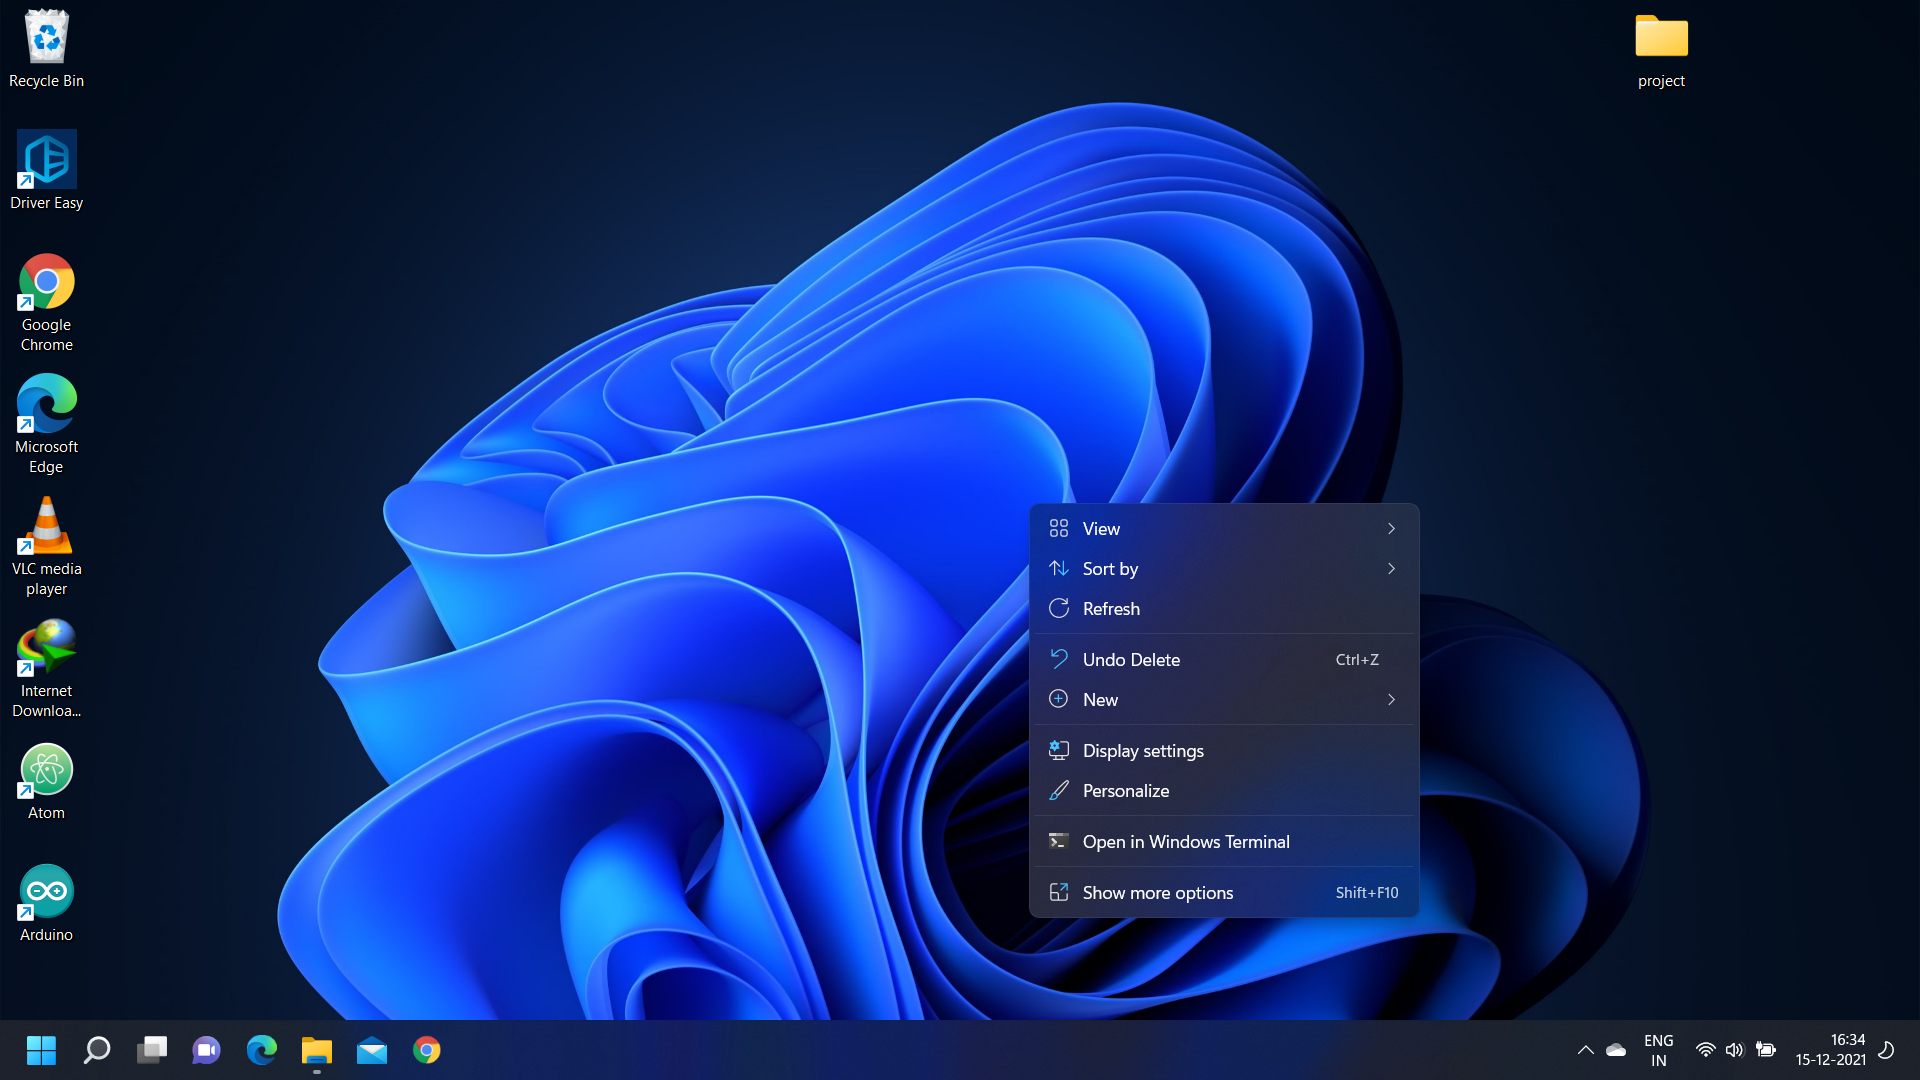 Recycle Bin
project
Driver Easy
Google
Chrome
Microsoft
Edge
VLC media
player
Internet
Downloa...
Atom
Arduino
View
Sort by
Refresh
Undo Delete Ctrl+Z
New
Display settings
Personalize
Open in Windows Terminal
Show more options Shift+F10
ENG
IN
16:34
15-12-2021